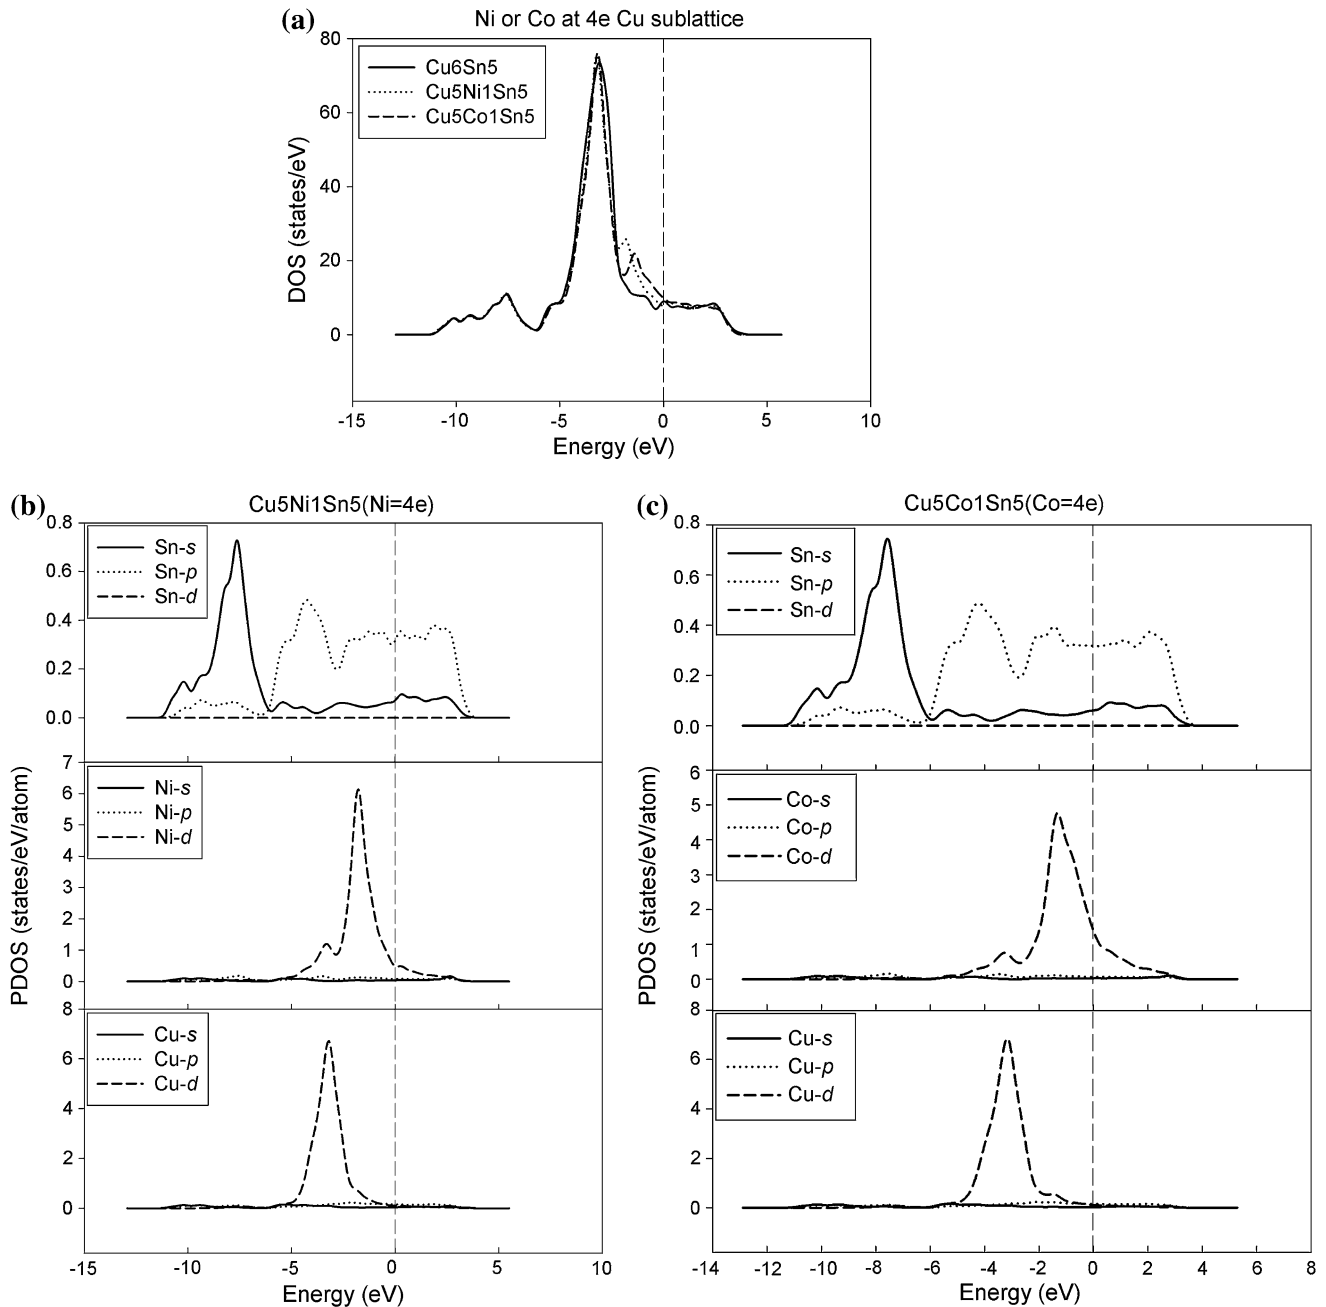 (a)
Ni or Co at 4e Cu sublattice
80
60
40
20
0
DOS (states/eV)
Cu6Sn5
Cu5Ni1Sn5
Cu5Co1Sn5
-15 -10 -5 0 5 10
Energy (eV)
(b)
Cu5Ni1Sn5(Ni=4e)
0.8
0.6
0.4
0.2
0.0
Sn-s
Sn-p
Sn-d
7
6
5
4
3
2
1
0
Ni-s
Ni-p
Ni-d
8
6
4
2
0
Cu-s
Cu-p
Cu-d
PDOS (states/eV/atom)
-15 -10 -5 0 5 10
Energy (eV)
(c)
Cu5Co1Sn5(Co=4e)
0.8
0.6
0.4
0.2
0.0
Sn-s
Sn-p
Sn-d
6
5
4
3
2
1
0
Co-s
Co-p
Co-d
8
6
4
2
0
Cu-s
Cu-p
Cu-d
PDOS (states/eV/atom)
-14 -12 -10 -8 -6 -4 -2 0 2 4 6 8
Energy (eV)